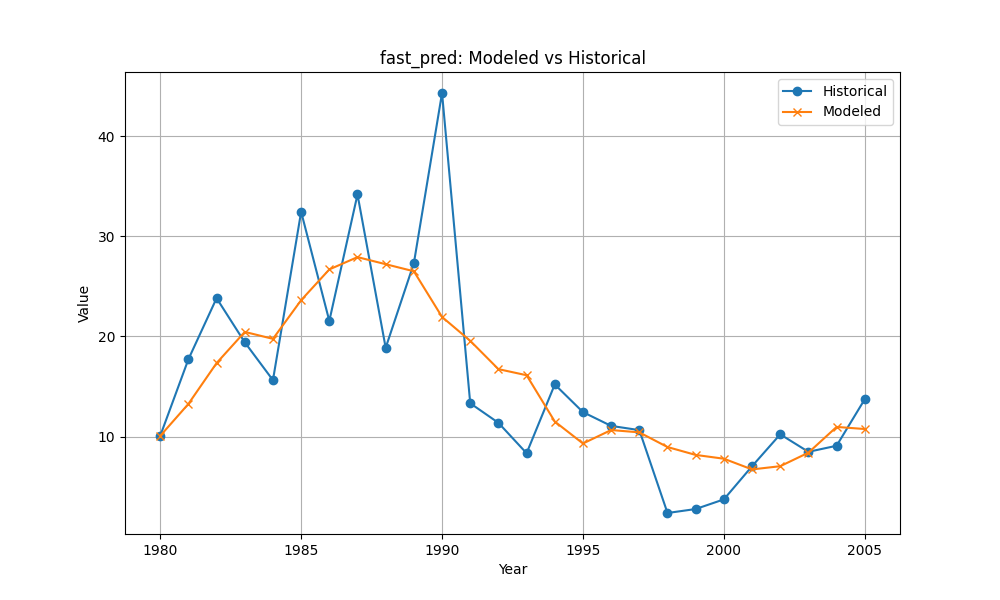 fast_pred: Modeled vs Historical
Historical
Modeled
40
30
20
10
Value
1980
1985
1990
1995
2000
2005
Year